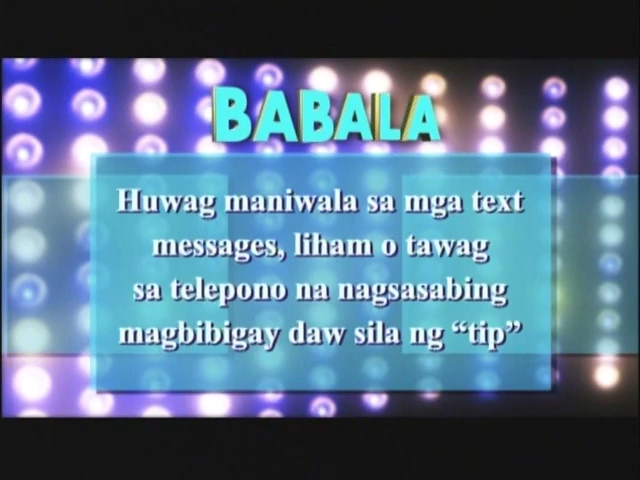 BABALA
Huwag maniwala sa mga text
messages, liham o tawag
sa telepono na nagsasabing
magbibigay daw sila ng “tip”